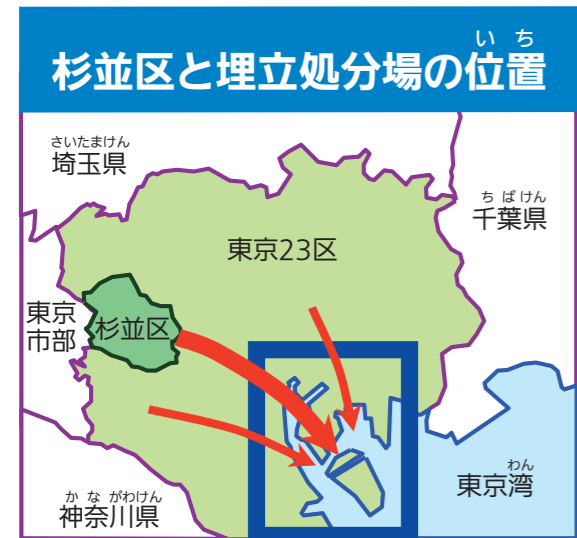 いち
杉並区と埋立処分場の位置
さいたまけん
埼玉県
ちばけん
千葉県
東京23区
東京
市部
杉並区
わん
東京湾
かながわけん
神奈川県